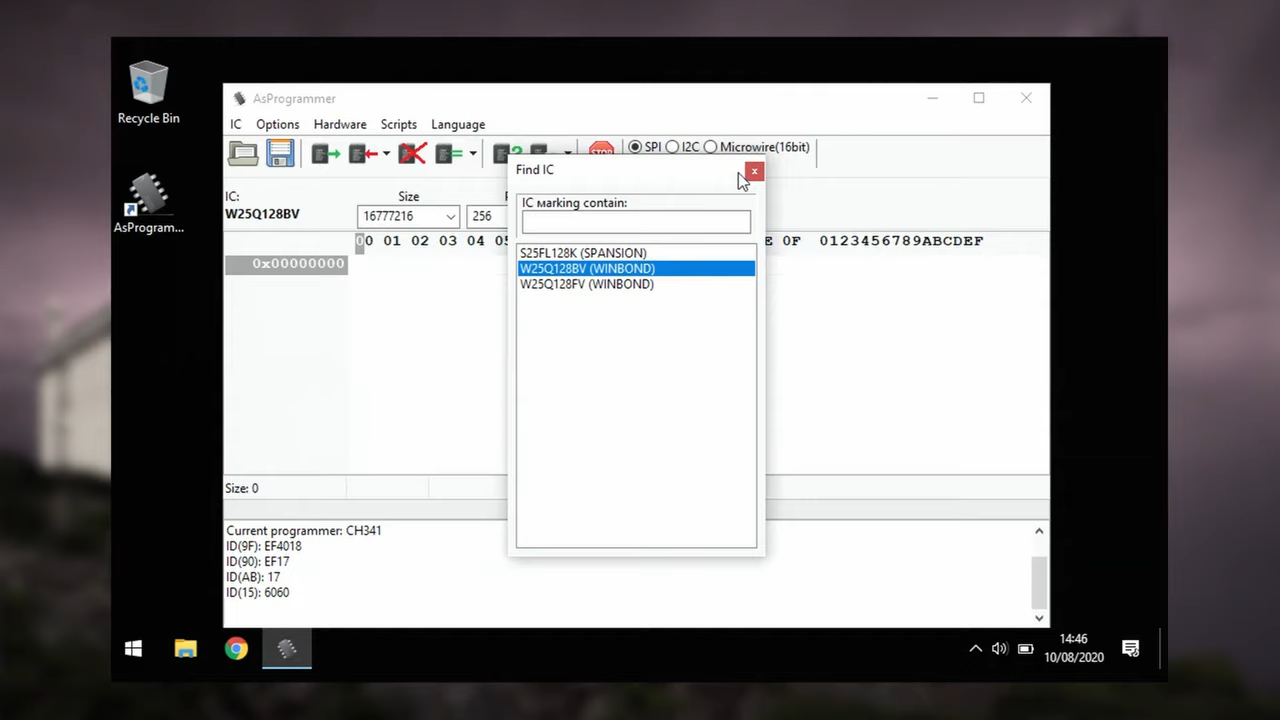 Recycle Bin
AsProgram...
AsProgrammer
IC Options Hardware Scripts Language
STOP
SPI I2C Microwire(16bit)
IC:
W25Q128BV
Size
16777216
256
Find IC
x
IC маrking contain:
S25FL128K (SPANSION)
W25Q128BV (WINBOND)
W25Q128FV (WINBOND)
00 01 02 03 04 0F 0123456789ABCDEF
0x00000000
Size: 0
Current programmer: CH341
ID(9F): EF4018
ID(90): EF17
ID(AB): 17
ID(15): 6060
14:46
10/08/2020